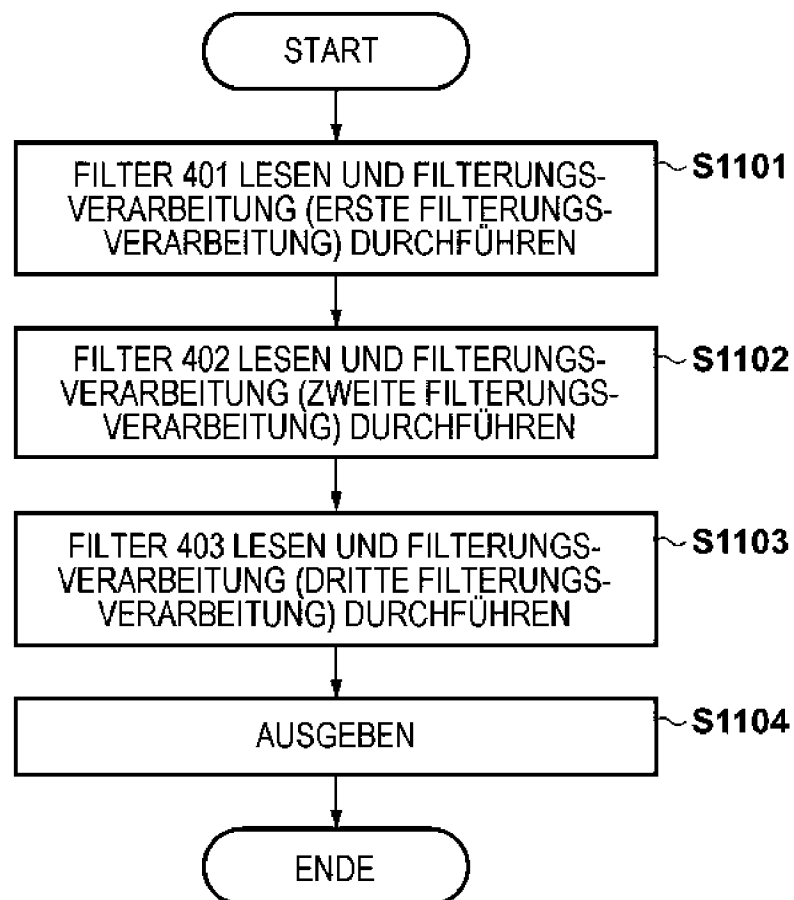 START
FILTER 401 LESEN UND FILTERUNGS-
VERARBEITUNG (ERSTE FILTERUNGS-
VERARBEITUNG) DURCHFÜHREN
S1101
FILTER 402 LESEN UND FILTERUNGS-
VERARBEITUNG (ZWEITE FILTERUNGS-
VERARBEITUNG) DURCHFÜHREN
S1102
FILTER 403 LESEN UND FILTERUNGS-
VERARBEITUNG (DRITTE FILTERUNGS-
VERARBEITUNG) DURCHFÜHREN
S1103
AUSGEBEN
S1104
ENDE